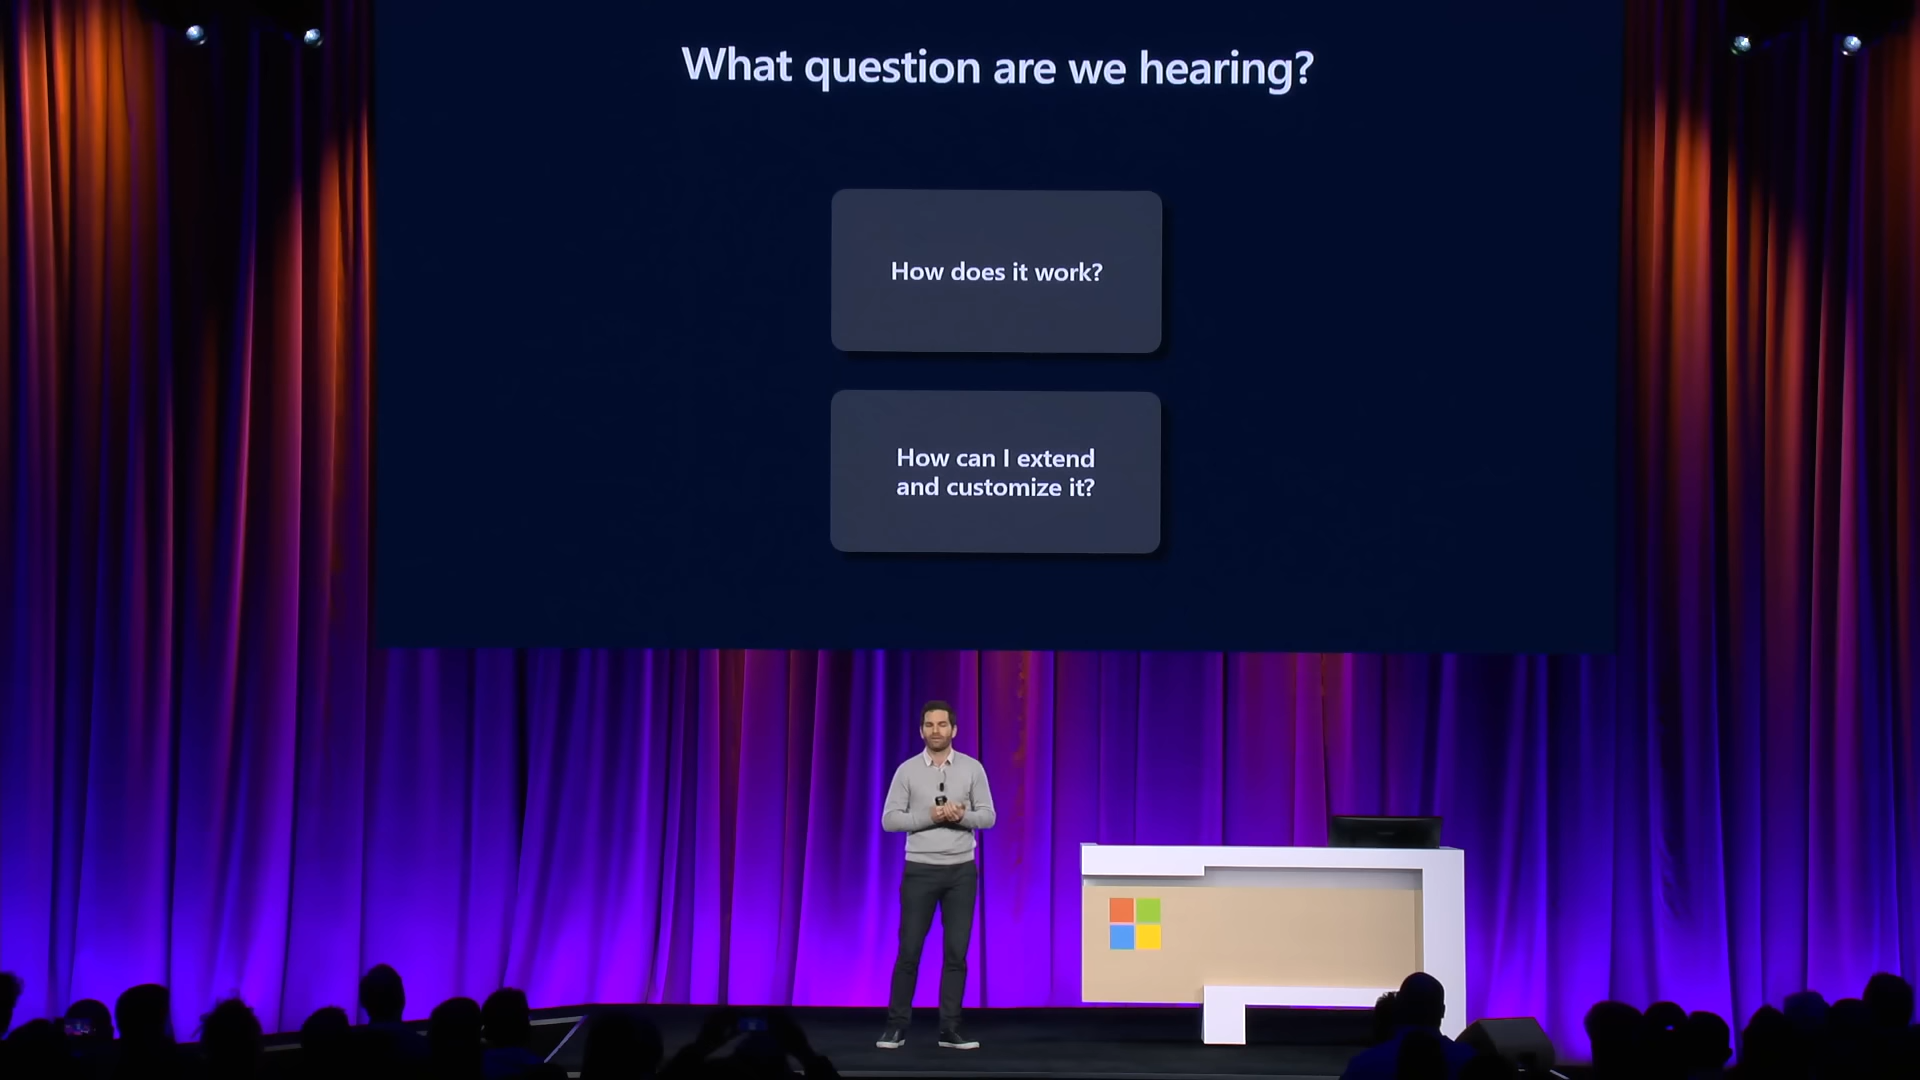 What question are we hearing?
How does it work?
How can I extend
and customize it?